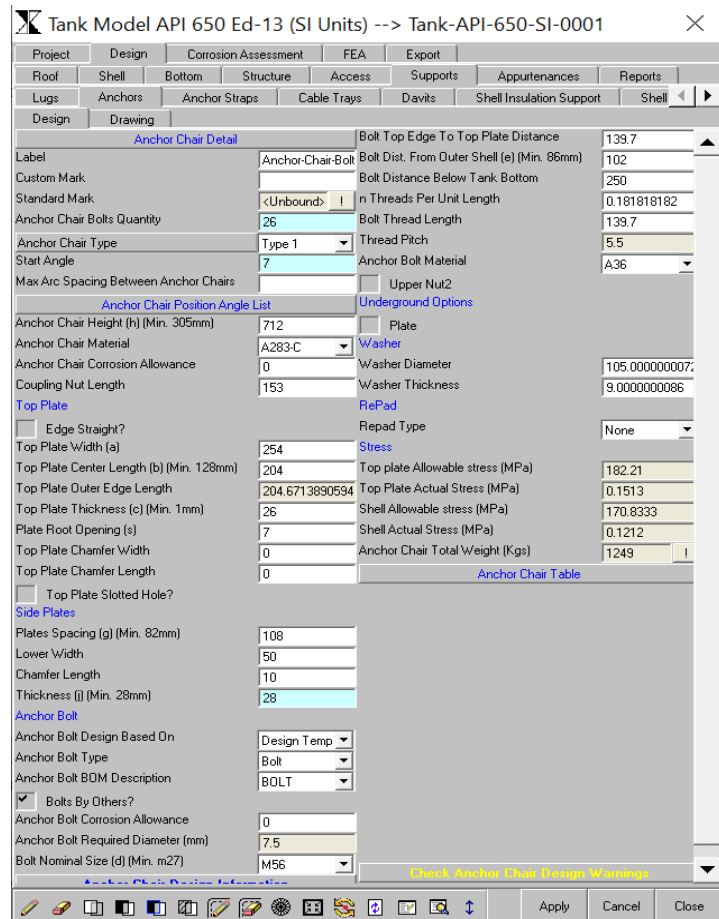 Tank Model API 650 Ed-13 (SI Units) --> Tank-API-650-SI-0001
Project Design Corrosion Assessment FEA Export
Roof Shell Bottom Structure Access Supports Appurtenances Reports
Lugs Anchors Anchor Straps Cable Trays Davits Shell Insulation Support Shell
Design Drawing
Anchor Chair Detail
Label Anchor-Chair-Bolt
Custom Mark
Standard Mark <Unbound> !
Anchor Chair Bolts Quantity 26
Anchor Chair Type Type 1
Start Angle 7
Max Arc Spacing Between Anchor Chairs
Anchor Chair Position Angle List
Anchor Chair Height (h) (Min. 305mm) 712
Anchor Chair Material A283-C
Anchor Chair Corrosion Allowance 0
Coupling Nut Length 153
Top Plate
Edge Straight?
Top Plate Width (a) 254
Top Plate Center Length (b) (Min. 128mm) 204
Top Plate Outer Edge Length 204.6713890594
Top Plate Thickness (c) (Min. 1mm) 26
Plate Root Opening (s) 7
Top Plate Chamfer Width 0
Top Plate Chamfer Length 0
Top Plate Slotted Hole?
Side Plates
Plates Spacing (g) (Min. 82mm) 108
Lower Width 50
Chamfer Length 10
Thickness (j) (Min. 28mm) 28
Anchor Bolt
Anchor Bolt Design Based On Design Temp
Anchor Bolt Type Bolt
Anchor Bolt BOM Description BOLT
Bolts By Others?
Anchor Bolt Corrosion Allowance 0
Anchor Bolt Required Diameter (mm) 7.5
Bolt Nominal Size (d) (Min. m27) M56
Anchor Chair Design Information
Bolt Top Edge To Top Plate Distance 139.7
Bolt Dist. From Outer Shell (e) (Min. 86mm) 102
Bolt Distance Below Tank Bottom 250
n Threads Per Unit Length 0.181818182
Bolt Thread Length 139.7
Thread Pitch 5.5
Anchor Bolt Material A36
Upper Nut2
Underground Options
Plate
Washer
Washer Diameter 105.0000000072
Washer Thickness 9.0000000086
RePad
Repad Type None
Stress
Top plate Allowable stress (MPa) 182.21
Top Plate Actual Stress (MPa) 0.1513
Shell Allowable stress (MPa) 170.8333
Shell Actual Stress (MPa) 0.1212
Anchor Chair Total Weight (Kgs) 1249 !
Anchor Chair Table
Check Anchor Chair Design Warnings
Apply Cancel Close